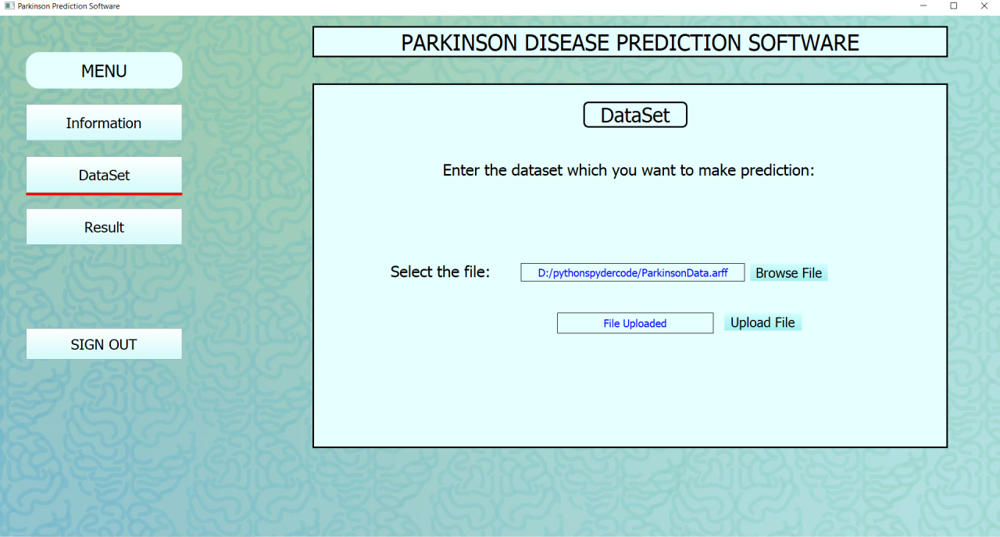 Parkinson Prediction Software
PARKINSON DISEASE PREDICTION SOFTWARE
MENU
Information
DataSet
Result
SIGN OUT
DataSet
Enter the dataset which you want to make prediction:
Select the file: D:/pythonspydercode/ParkinsonData.arff Browse File
File Uploaded Upload File